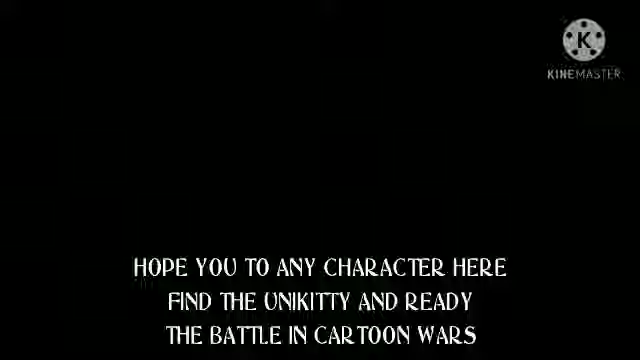 K
KINEMASTER
HOPE YOU TO ANY CHARACTER HERE
FIND THE UNIKITTY AND READY
THE BATTLE IN CARTOON WARS